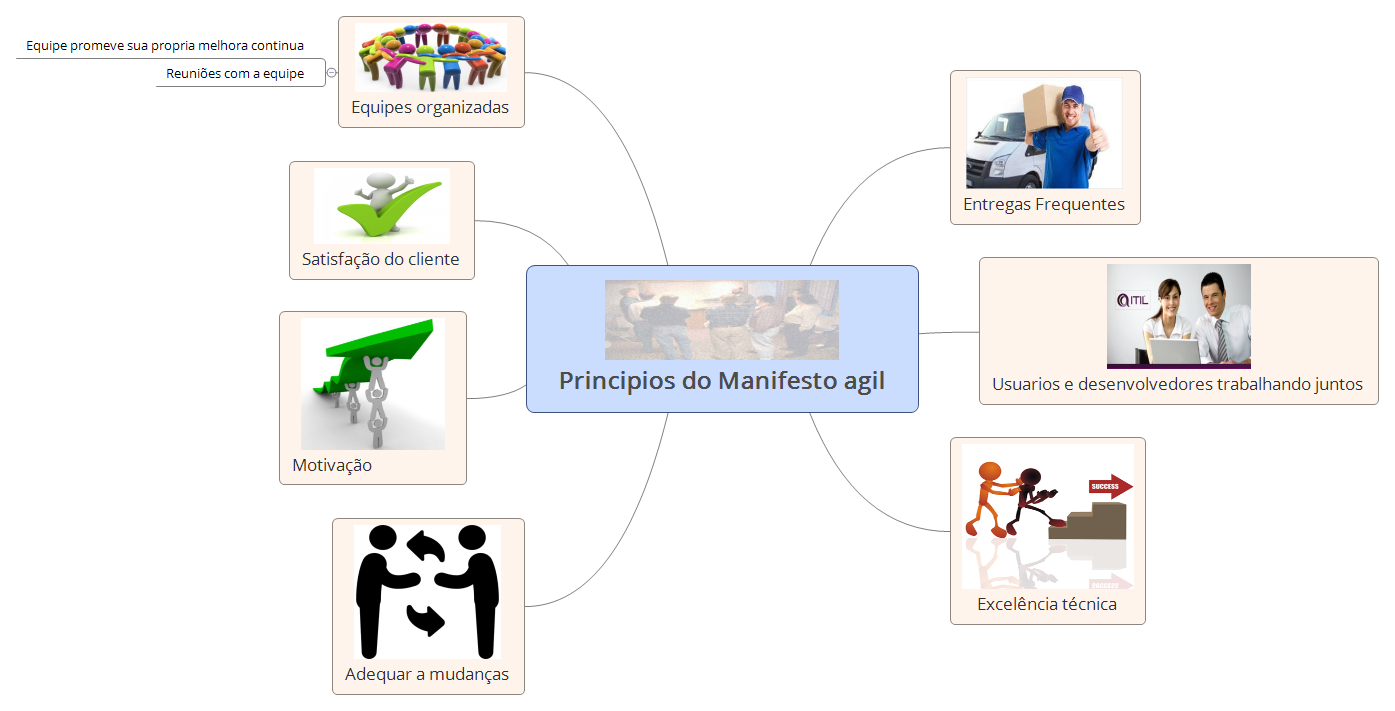 Equipe promeve sua propria melhora continua
Reuniões com a equipe
Equipes organizadas
Satisfação do cliente
Motivação
Adequar a mudanças
Principios do Manifesto agil
Entregas Frequentes
ITIL
Usuarios e desenvolvedores trabalhando juntos
SUCCESS
SUCCESS
Excelência técnica